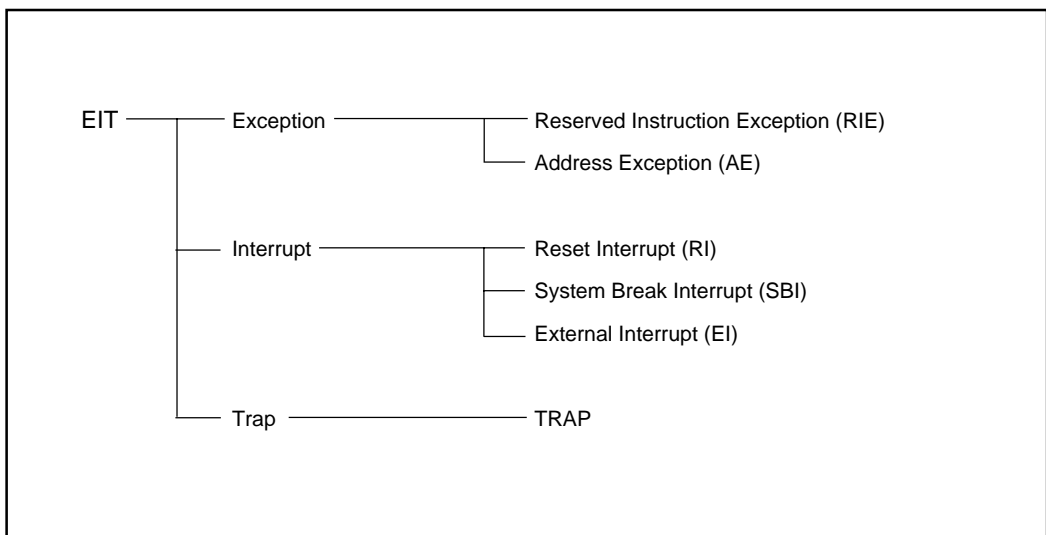 EIT Exception Reserved Instruction Exception (RIE)
Address Exception (AE)
Interrupt Reset Interrupt (RI)
System Break Interrupt (SBI)
External Interrupt (EI)
Trap TRAP